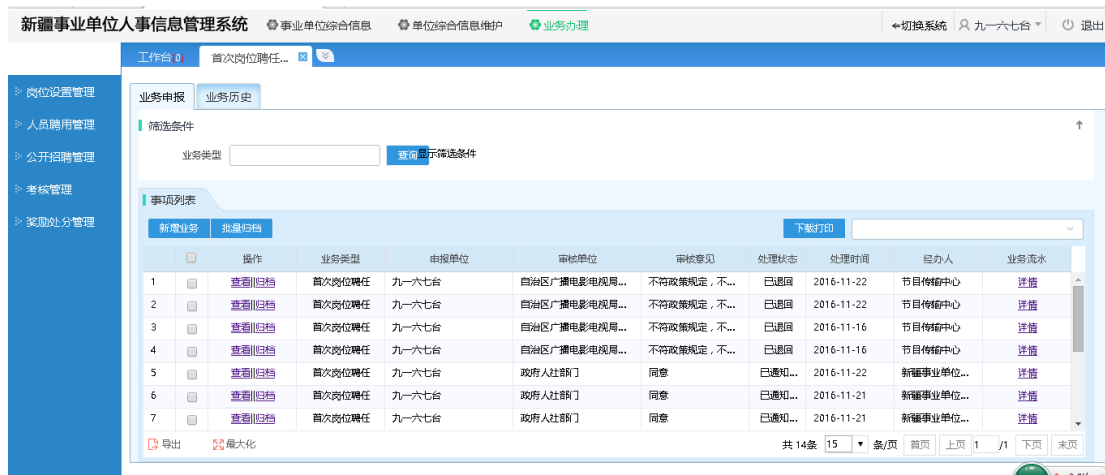 新疆事业单位人事信息管理系统 事业单位综合信息 单位综合信息维护 业务办理 切换系统 九一六七台 退出
工作台(0) 首次岗位聘任...
岗位设置管理
人员聘用管理
公开招聘管理
考核管理
奖励处分管理
业务申报 业务历史
筛选条件
业务类型 查询 显示筛选条件
事项列表
新增业务 批量归档 下载打印
操作 业务类型 申报单位 审核单位 审核意见 处理状态 处理时间 经办人 业务流水
1 查看||归档 首次岗位聘任 九一六七台 自治区广播电影电视局... 不符政策规定，不... 已退回 2016-11-22 节目传输中心 详情
2 查看||归档 首次岗位聘任 九一六七台 自治区广播电影电视局... 不符政策规定，不... 已退回 2016-11-22 节目传输中心 详情
3 查看||归档 首次岗位聘任 九一六七台 自治区广播电影电视局... 不符政策规定，不... 已退回 2016-11-16 节目传输中心 详情
4 查看||归档 首次岗位聘任 九一六七台 自治区广播电影电视局... 不符政策规定，不... 已退回 2016-11-16 节目传输中心 详情
5 查看||归档 首次岗位聘任 九一六七台 政府人社部门 同意 已通知... 2016-11-22 新疆事业单位... 详情
6 查看||归档 首次岗位聘任 九一六七台 政府人社部门 同意 已通知... 2016-11-21 新疆事业单位... 详情
7 查看||归档 首次岗位聘任 九一六七台 政府人社部门 同意 已通知... 2016-11-21 新疆事业单位... 详情
导出 最大化 共 14条 15 条/页 首页 上页 1 /1 下页 末页